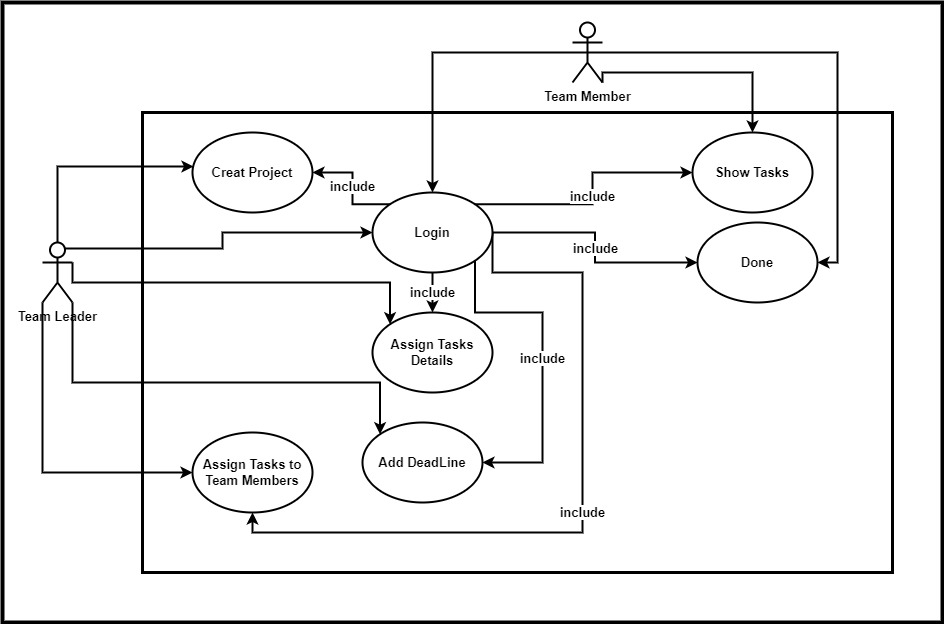 Team Member
Creat Project
include
include
Show Tasks
Login
include
Done
include
Team Leader
Assign Tasks
Details
include
Add DeadLine
Assign Tasks to
Team Members
include